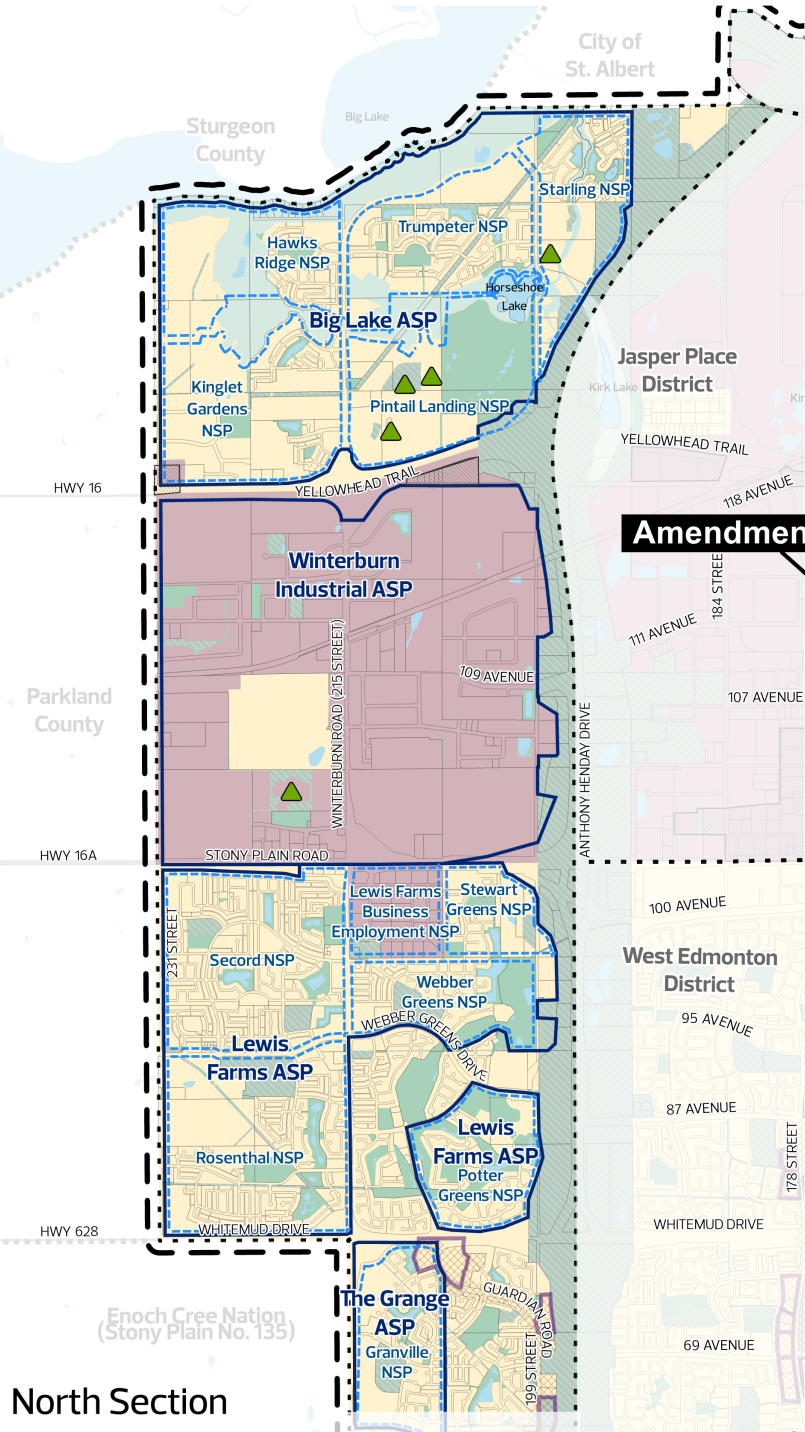 City of
St. Albert
Big Lake
Sturgeon
County
Starling NSP
Trumpeter NSP
Hawks
Ridge NSP
Horseshoe
Lake
Big Lake ASP
Jasper Place
District
Kirk Lake
Kinglet
Gardens
NSP
Pintail Landing NSP
YELLOWHEAD TRAIL
YELLOWHEAD TRAIL
HWY 16
118 AVENUE
Amendmen
Winterburn
Industrial ASP
184 STREE
111 AVENUE
WINTERBURN ROAD (215 STREET)
109 AVENUE
Parkland
County
107 AVENUE
ANTHONY HENDAY DRIVE
HWY 16A
STONY PLAIN ROAD
Lewis Farms
Business
Employment NSP
Stewart
Greens NSP
100 AVENUE
231 STREET
Secord NSP
West Edmonton
District
Webber
Greens NSP
95 AVENUE
WEBBER GREENS DRIVE
Lewis
Farms ASP
87 AVENUE
Lewis
Farms ASP
Potter
Greens NSP
178 STREET
Rosenthal NSP
HWY 628
WHITEMUD DRIVE
WHITEMUD DRIVE
Enoch Cree Nation
(Stony Plain No. 135)
The Grange
ASP
GUARDIAN ROAD
Granville
NSP
199 STREET
69 AVENUE
North Section